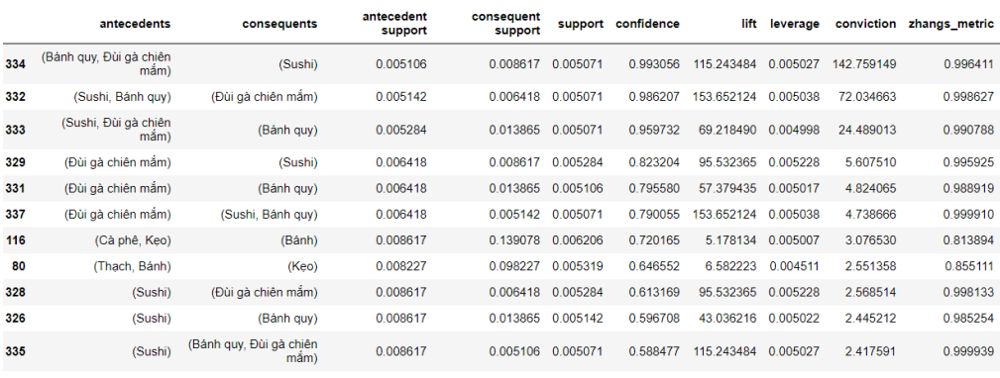 antecedents consequents antecedent support consequent support support confidence lift leverage conviction zhangs_metric
334 (Bánh quy, Đùi gà chiên mắm) (Sushi) 0.005106 0.008617 0.005071 0.993056 115.243484 0.005027 142.759149 0.996411
332 (Sushi, Bánh quy) (Đùi gà chiên mắm) 0.005142 0.006418 0.005071 0.986207 153.652124 0.005038 72.034663 0.998627
333 (Sushi, Đùi gà chiên mắm) (Bánh quy) 0.005284 0.013865 0.005071 0.959732 69.218490 0.004998 24.489013 0.990788
329 (Đùi gà chiên mắm) (Sushi) 0.006418 0.008617 0.005284 0.823204 95.532365 0.005228 5.607510 0.995925
331 (Đùi gà chiên mắm) (Bánh quy) 0.006418 0.013865 0.005106 0.795580 57.379435 0.005017 4.824065 0.988919
337 (Đùi gà chiên mắm) (Sushi, Bánh quy) 0.006418 0.005142 0.005071 0.790055 153.652124 0.005038 4.738666 0.999910
116 (Cà phê, Kẹo) (Bánh) 0.008617 0.139078 0.006206 0.720165 5.178134 0.005007 3.076530 0.813894
80 (Thạch, Bánh) (Kẹo) 0.008227 0.098227 0.005319 0.646552 6.582223 0.004511 2.551358 0.855111
328 (Sushi) (Đùi gà chiên mắm) 0.008617 0.006418 0.005284 0.613169 95.532365 0.005228 2.568514 0.998133
326 (Sushi) (Bánh quy) 0.008617 0.013865 0.005142 0.596708 43.036216 0.005022 2.445212 0.985254
335 (Sushi) (Bánh quy, Đùi gà chiên mắm) 0.008617 0.005106 0.005071 0.588477 115.243484 0.005027 2.417591 0.999939